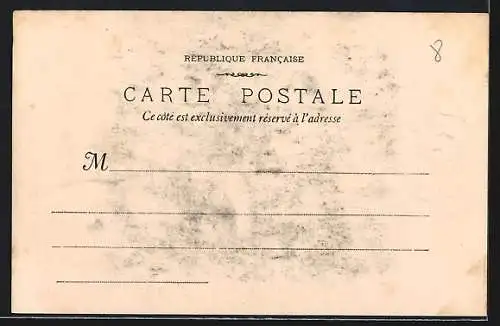 8
RÉPUBLIQUE FRANÇAISE
CARTE POSTALE
Ce côté est exclusivement réservé à l'adresse
M